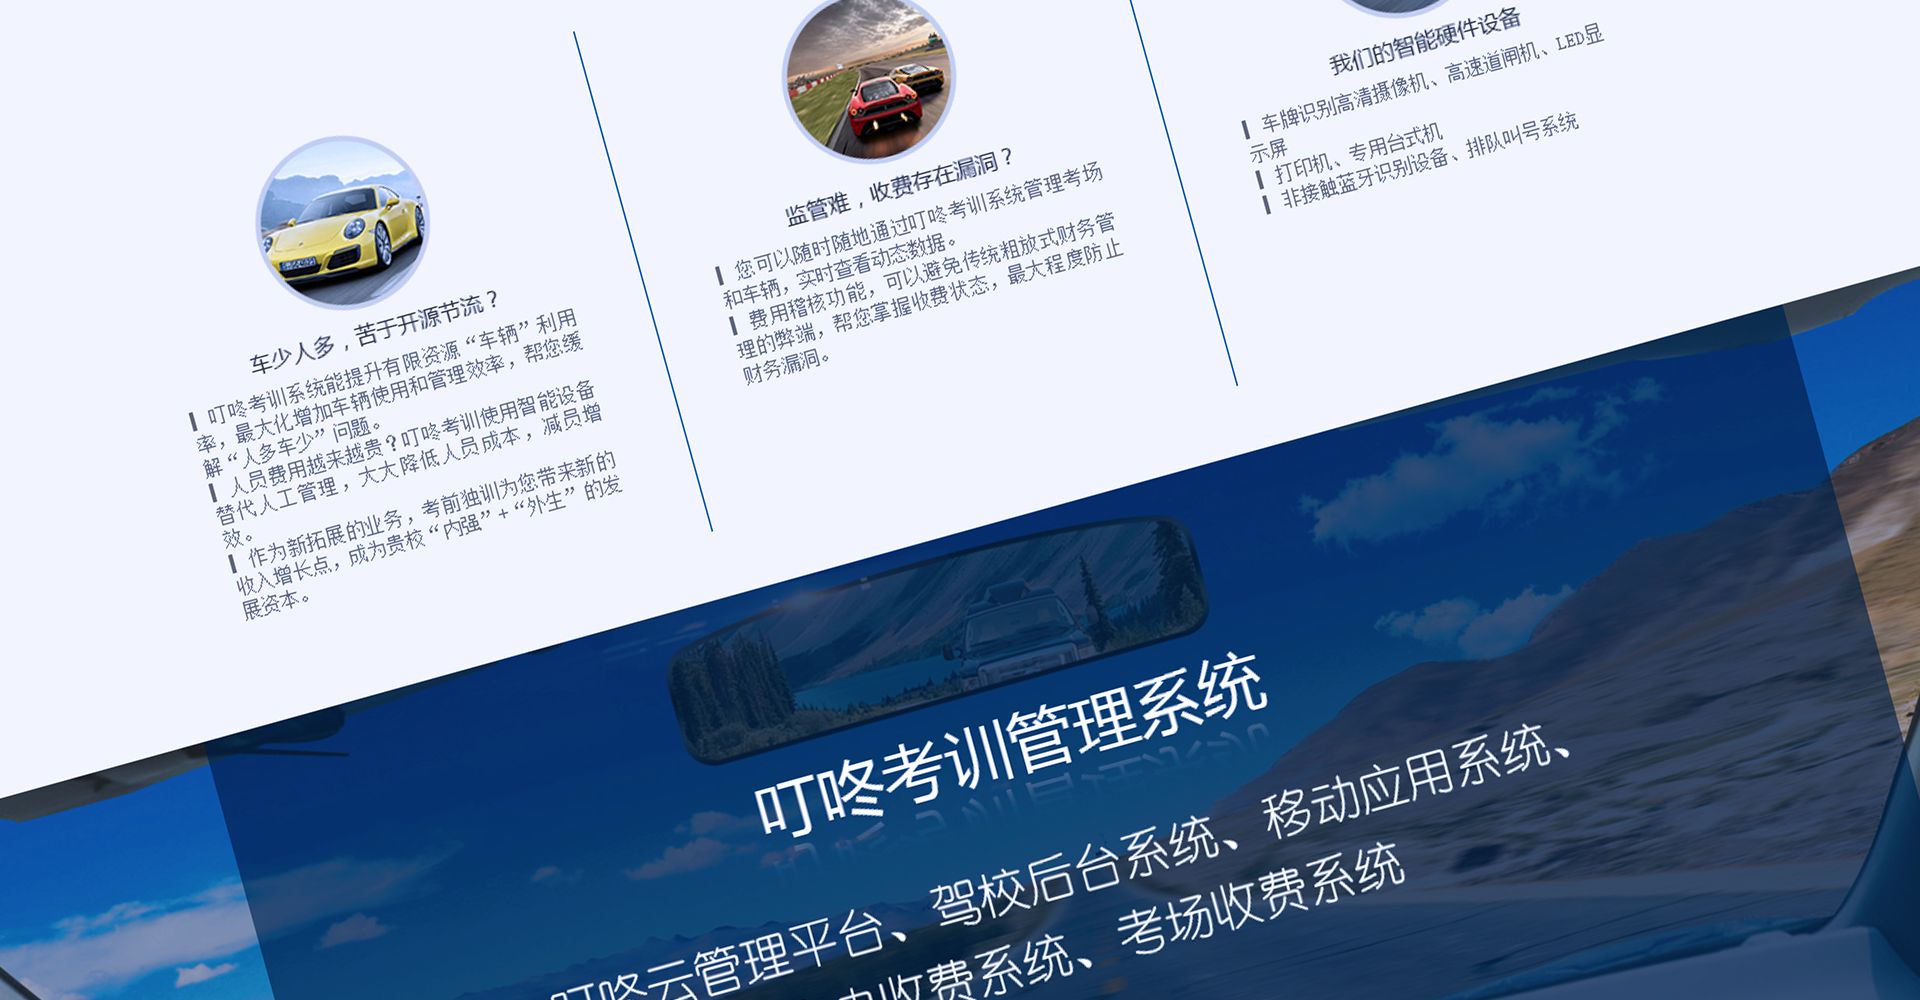 车少人多，苦于开源节流？
▎叮咚考训系统能提升有限资源“车辆”利用
率，最大化增加车辆使用和管理效率，帮您缓
解“人多车少”问题。
▎人员费用越来越贵？叮咚考训使用智能设备
替代人工管理，大大降低人员成本，减员增
效。
▎作为新拓展的业务，考前独训为您带来新的
收入增长点，成为贵校“内强”+“外生”的发
展资本。
监管难，收费存在漏洞？
▎您可以随时随地通过叮咚考训系统管理考场
和车辆，实时查看动态数据。
▎费用稽核功能，可以避免传统粗放式财务管
理的弊端，帮您掌握收费状态，最大程度防止
财务漏洞。
我们的智能硬件设备
▎车牌识别高清摄像机、高速道闸机、LED显
示屏
▎打印机、专用台式机
▎非接触蓝牙识别设备、排队叫号系统
叮咚考训管理系统
叮咚云管理平台、驾校后台系统、移动应用系统、
收费系统、考场收费系统